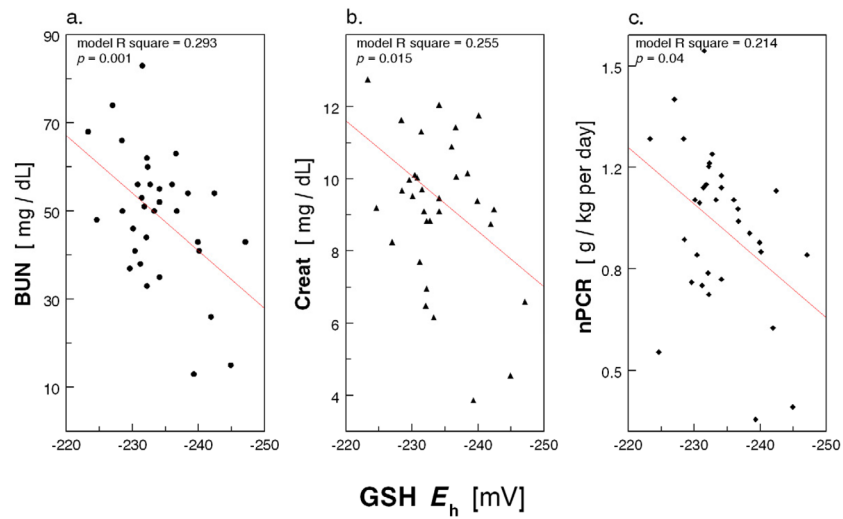 a.
model R square = 0.293
p = 0.001
90
70
50
30
10
BUN [ mg / dL]
-220
-230
-240
-250
b.
model R square = 0.255
p = 0.015
12
10
8
6
4
Creat [ mg / dL]
-220
-230
-240
-250
c.
model R square = 0.214
p = 0.04
1.5
1.2
0.8
0.5
nPCR [ g / kg per day]
-220
-230
-240
-250
GSH Eh [mV]